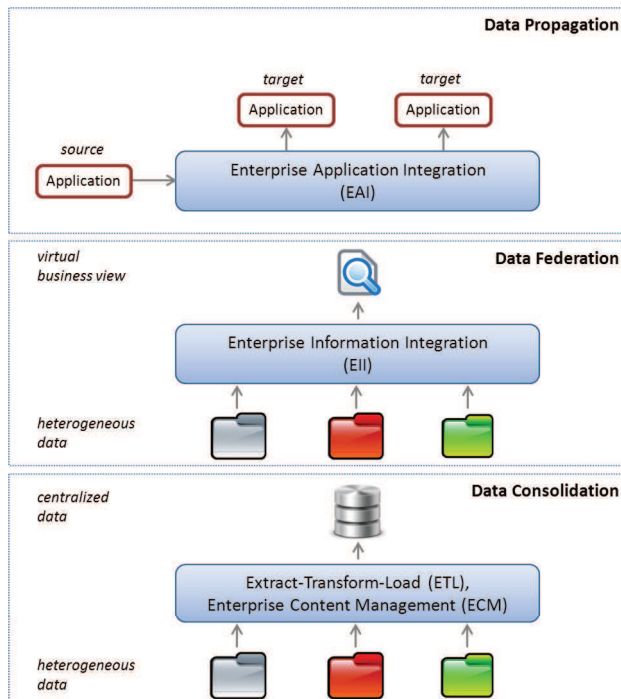 Data Propagation
target
target
Application
Application
source
Application
Enterprise Application Integration
(EAI)
virtual
business view
Data Federation
Enterprise Information Integration
(EII)
heterogeneous
data
centralized
data
Data Consolidation
Extract-Transform-Load (ETL),
Enterprise Content Management (ECM)
heterogeneous
data